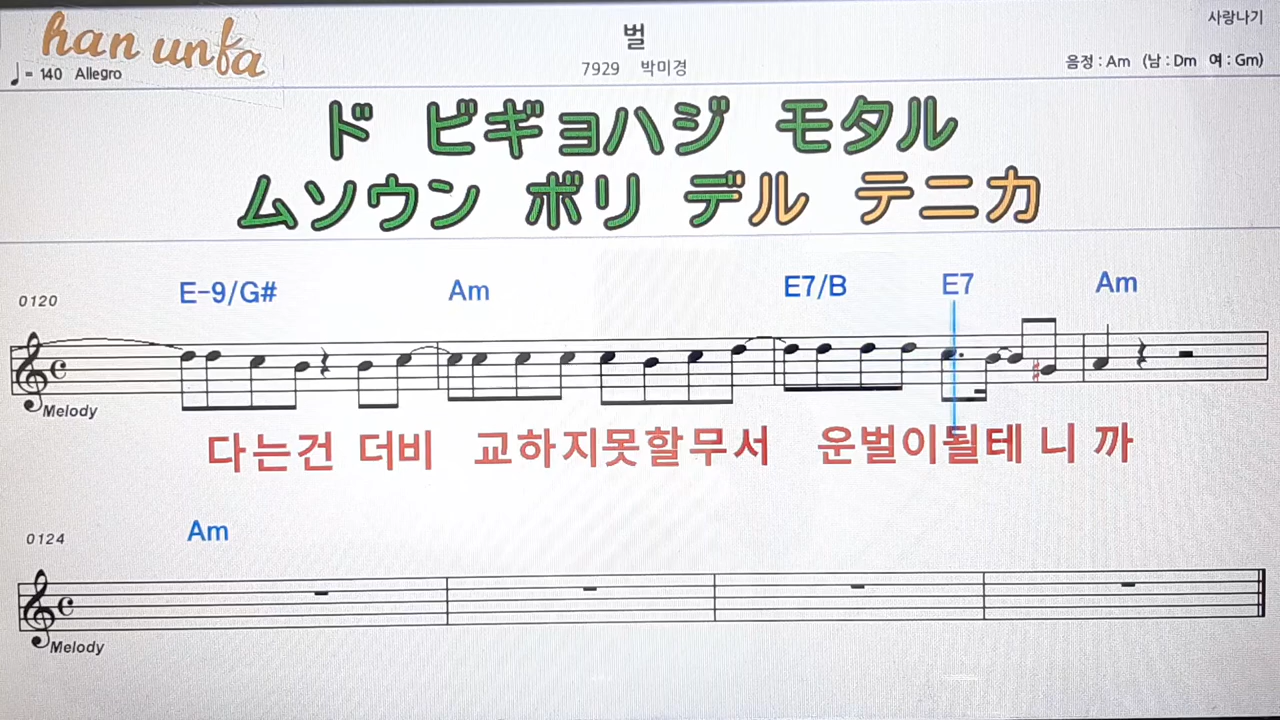 han unfa
♩= 140 Allegro
벌
7929 박미경
사랑나기
음정 : Am (남 : Dm 여 : Gm)
ド ビギョハジ モタル
ムソウン ボリ デル テニカ
E-9/G# Am E7/B E7 Am
0120
Melody
다는건 더비 교하지못할무서 운벌이될테 니 까
Am
0124
Melody